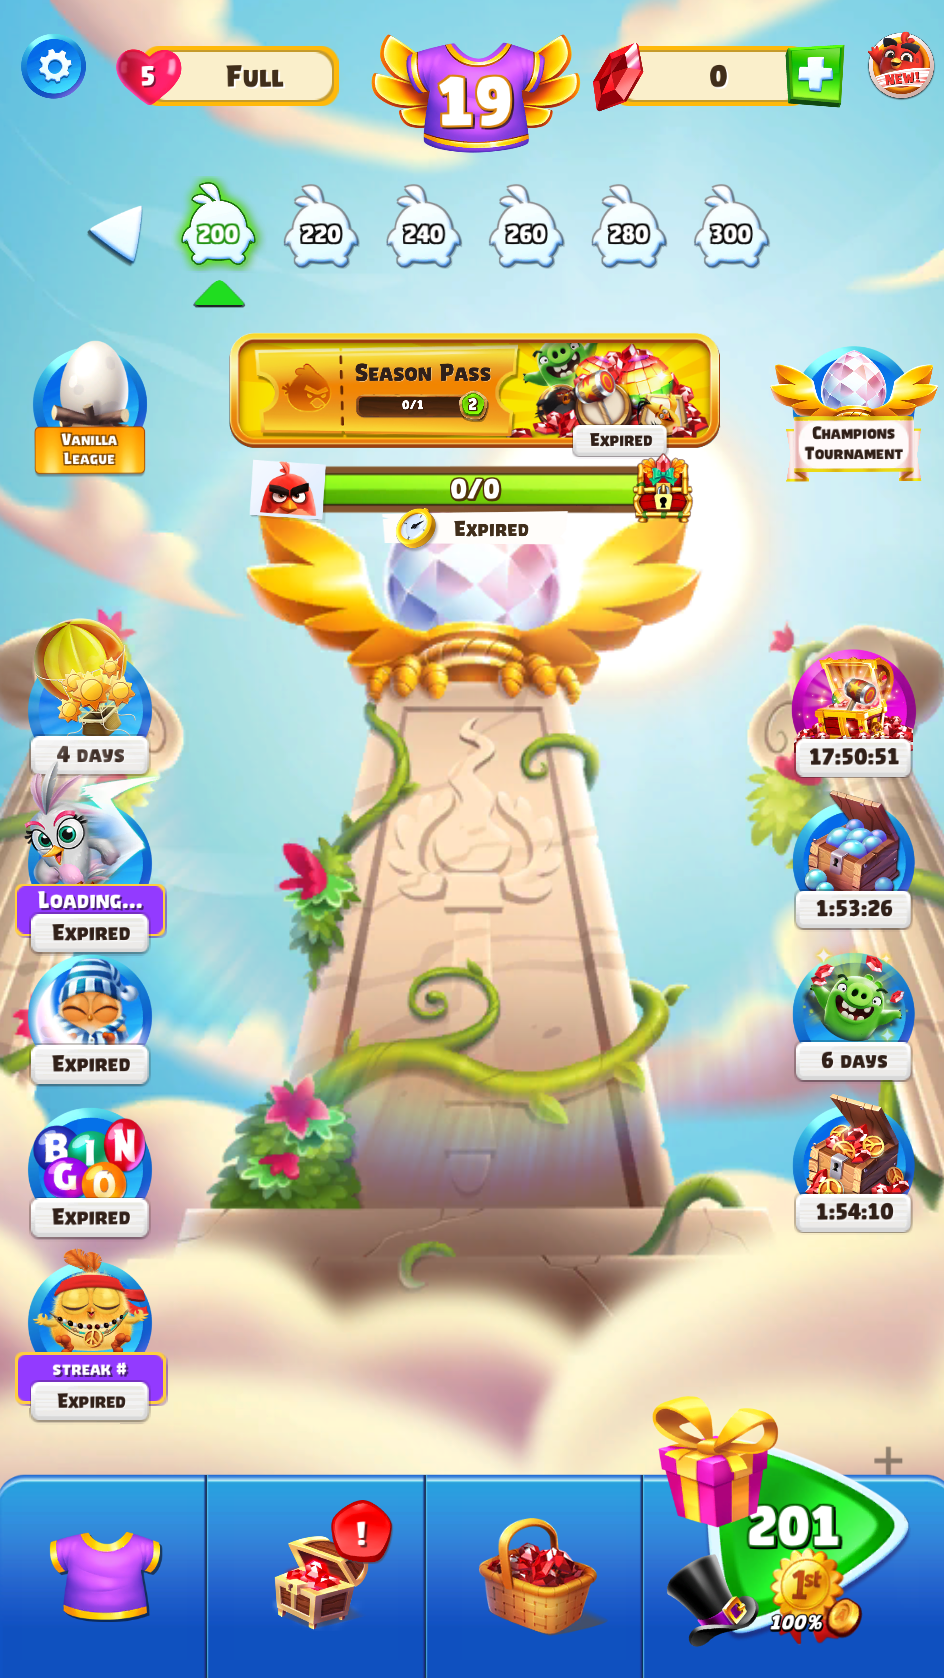 5
FULL
19
0
NEW!
200
220
240
260
280
300
SEASON PASS
0/1
2
EXPIRED
VANILLA
LEAGUE
CHAMPIONS
TOURNAMENT
0/0
EXPIRED
4 DAYS
17:50:51
LOADING...
EXPIRED
1:53:26
EXPIRED
6 DAYS
BIN
GO
EXPIRED
1:54:10
STREAK #
EXPIRED
!
201
1st
100%